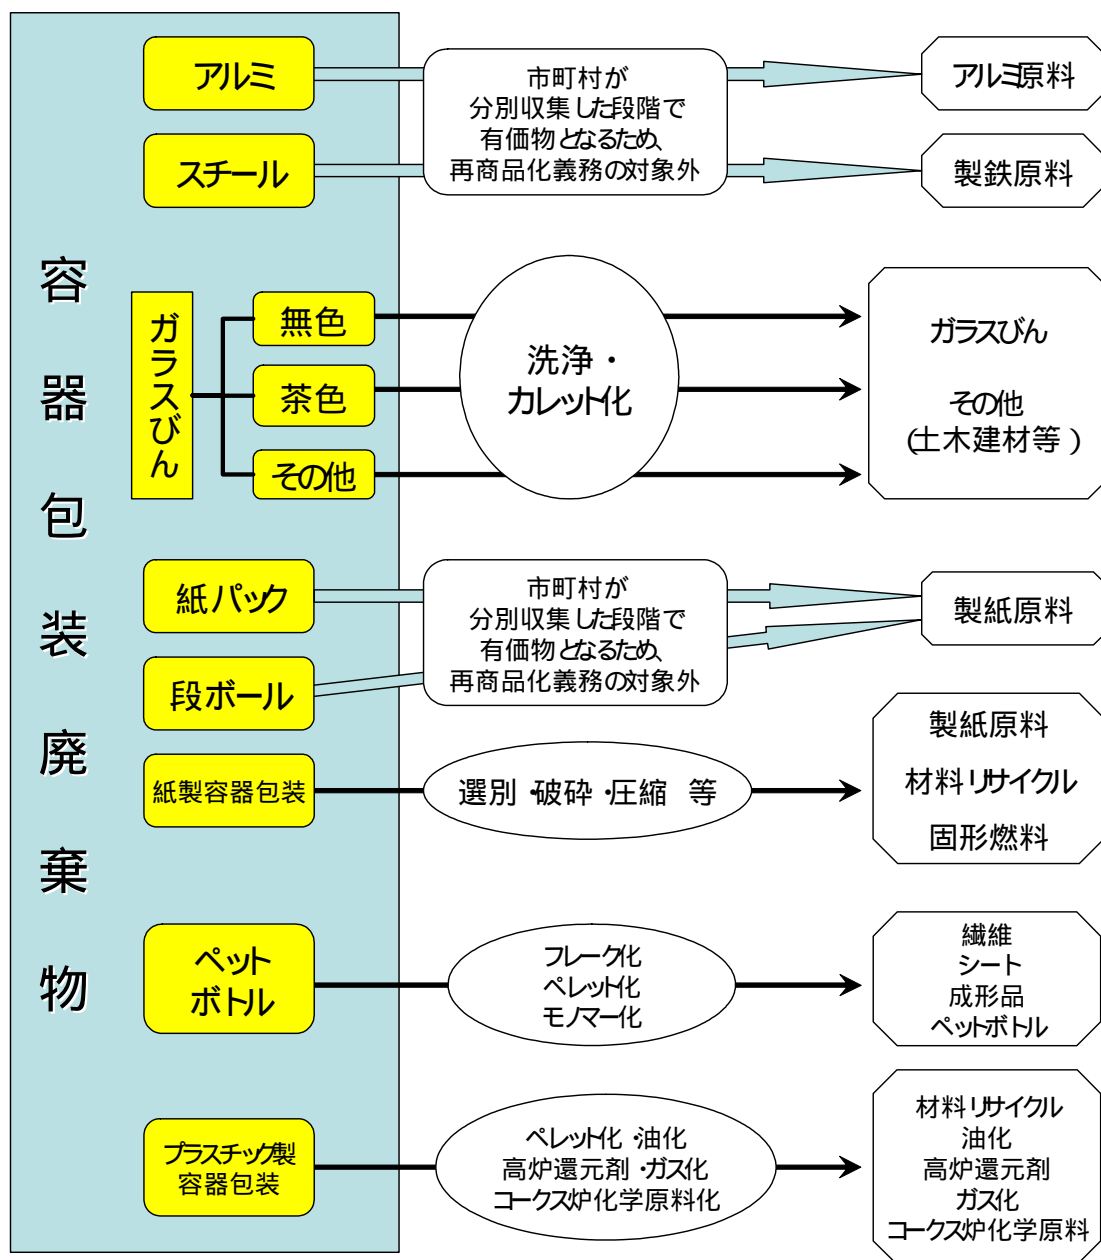 容器包装廃棄物
アルミ
市町村が
分別収集した段階で
有価物となるため、
再商品化義務の対象外
アルミ原料
スチール
製鉄原料
ガラスびん
無色
茶色
その他
洗浄・
カレット化
ガラスびん
その他
(土木建材等)
紙パック
市町村が
分別収集した段階で
有価物となるため、
再商品化義務の対象外
製紙原料
段ボール
紙製容器包装
選別・破砕・圧縮 等
製紙原料
材料リサイクル
固形燃料
ペット
ボトル
フレーク化
ペレット化
モノマー化
繊維
シート
成形品
ペットボトル
プラスチック製
容器包装
ペレット化・油化
高炉還元剤・ガス化
コークス炉化学原料化
材料リサイクル
油化
高炉還元剤
ガス化
コークス炉化学原料